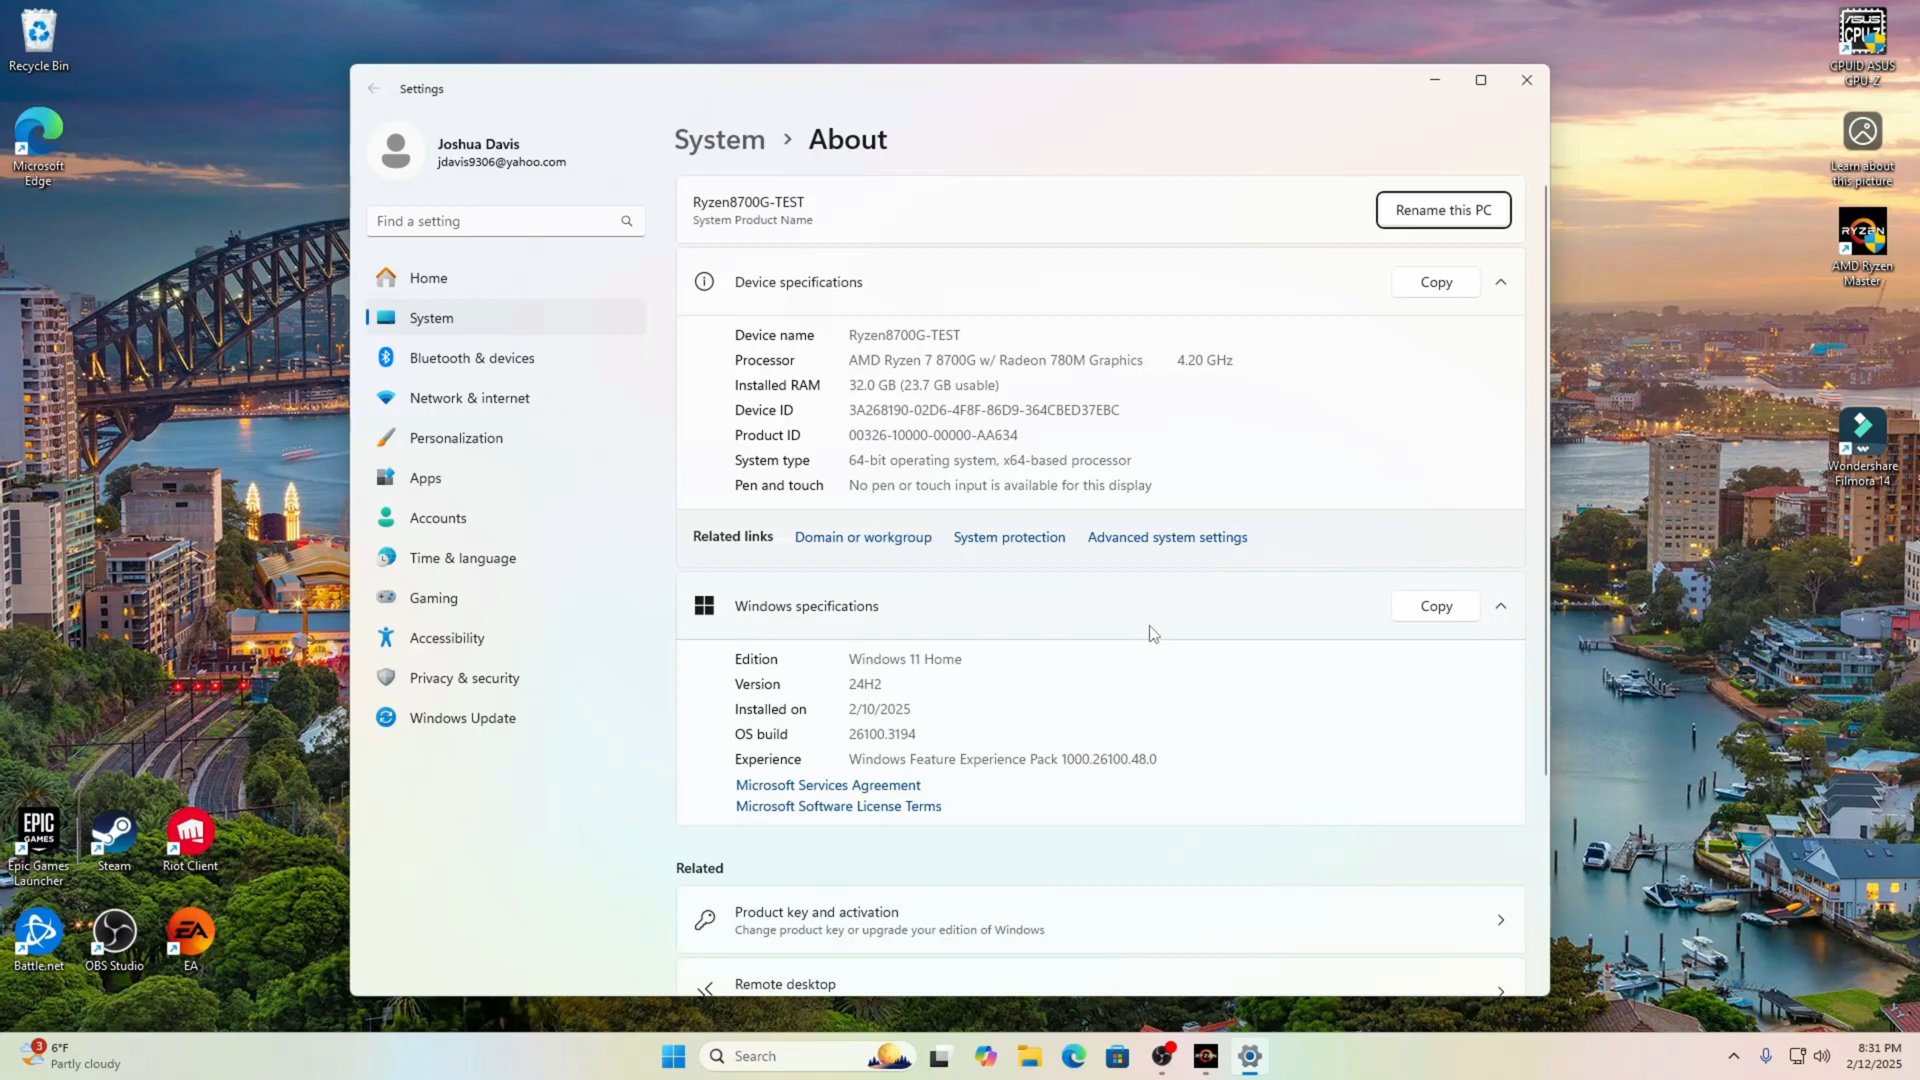 Recycle Bin
Microsoft
Edge
Settings
Joshua Davis
jdavis9306@yahoo.com
Find a setting
Home
System
Bluetooth & devices
Network & internet
Personalization
Apps
Accounts
Time & language
Gaming
Accessibility
Privacy & security
Windows Update
System > About
Ryzen8700G-TEST
System Product Name
Rename this PC
Device specifications
Copy
Device name Ryzen8700G-TEST
Processor AMD Ryzen 7 8700G w/ Radeon 780M Graphics 4.20 GHz
Installed RAM 32.0 GB (23.7 GB usable)
Device ID 3A268190-02D6-4F8F-86D9-364CBED37EBC
Product ID 00326-10000-00000-AA634
System type 64-bit operating system, x64-based processor
Pen and touch No pen or touch input is available for this display
Related links Domain or workgroup System protection Advanced system settings
Windows specifications
Copy
Edition Windows 11 Home
Version 24H2
Installed on 2/10/2025
OS build 26100.3194
Experience Windows Feature Experience Pack 1000.26100.48.0
Microsoft Services Agreement
Microsoft Software License Terms
Related
Product key and activation
Change product key or upgrade your edition of Windows
Remote desktop
ASUS
CPU-Z
CPUID ASUS
CPU-Z
Learn about
this picture
RYZEN
AMD Ryzen
Master
Wondershare
Filmora 14
EPIC
GAMES
Epic Games
Launcher
Steam
Riot Client
Battle.net
OBS Studio
EA
EA
3
6°F
Partly cloudy
Search
RYZEN
8:31 PM
2/12/2025